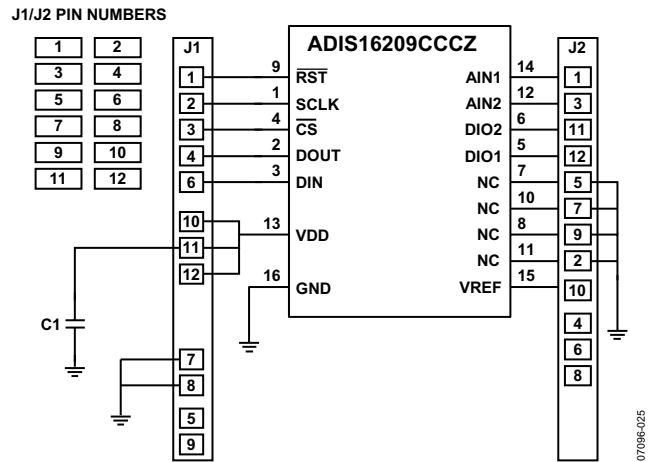 J1/J2 PIN NUMBERS
1 2
3 4
5 6
7 8
9 10
11 12
J1
1
2
3
4
6
10
11
12
7
8
5
9
C1
ADIS16209CCCZ
9 RST
1 SCLK
4 CS
2 DOUT
3 DIN
13 VDD
16 GND
AIN1 14
AIN2 12
DIO2 6
DIO1 5
NC 7
NC 10
NC 8
NC 11
VREF 15
J2
1
3
11
12
5
7
9
2
10
4
6
8
07096-025